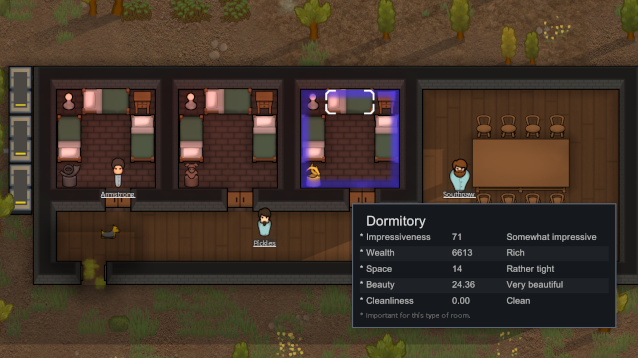 Armstrong
Southpaw
Pickles
Dormitory
* Impressiveness 71 Somewhat impressive
* Wealth 6613 Rich
* Space 14 Rather tight
* Beauty 24.36 Very beautiful
* Cleanliness 0.00 Clean
* Important for this type of room.